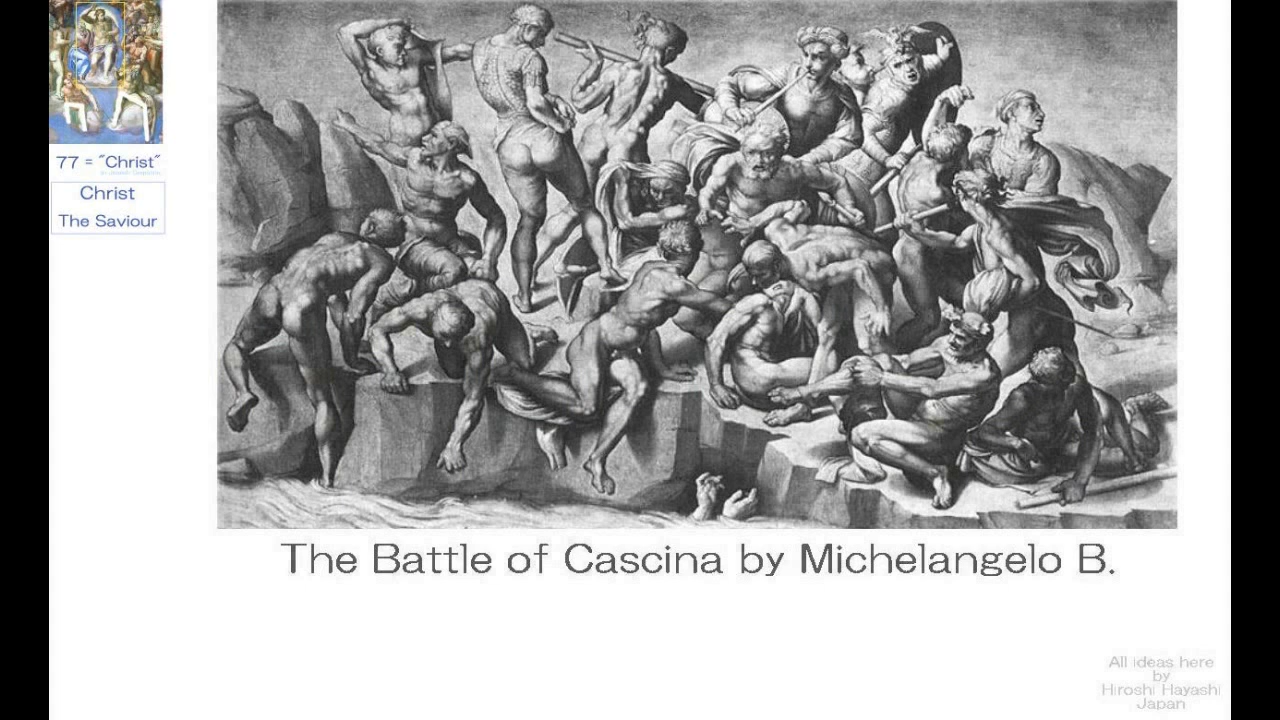 77 = "Christ"
Christ
The Saviour
The Battle of Cascina by Michelangelo B.
All ideas here
by
Hiroshi Hayashi
Japan